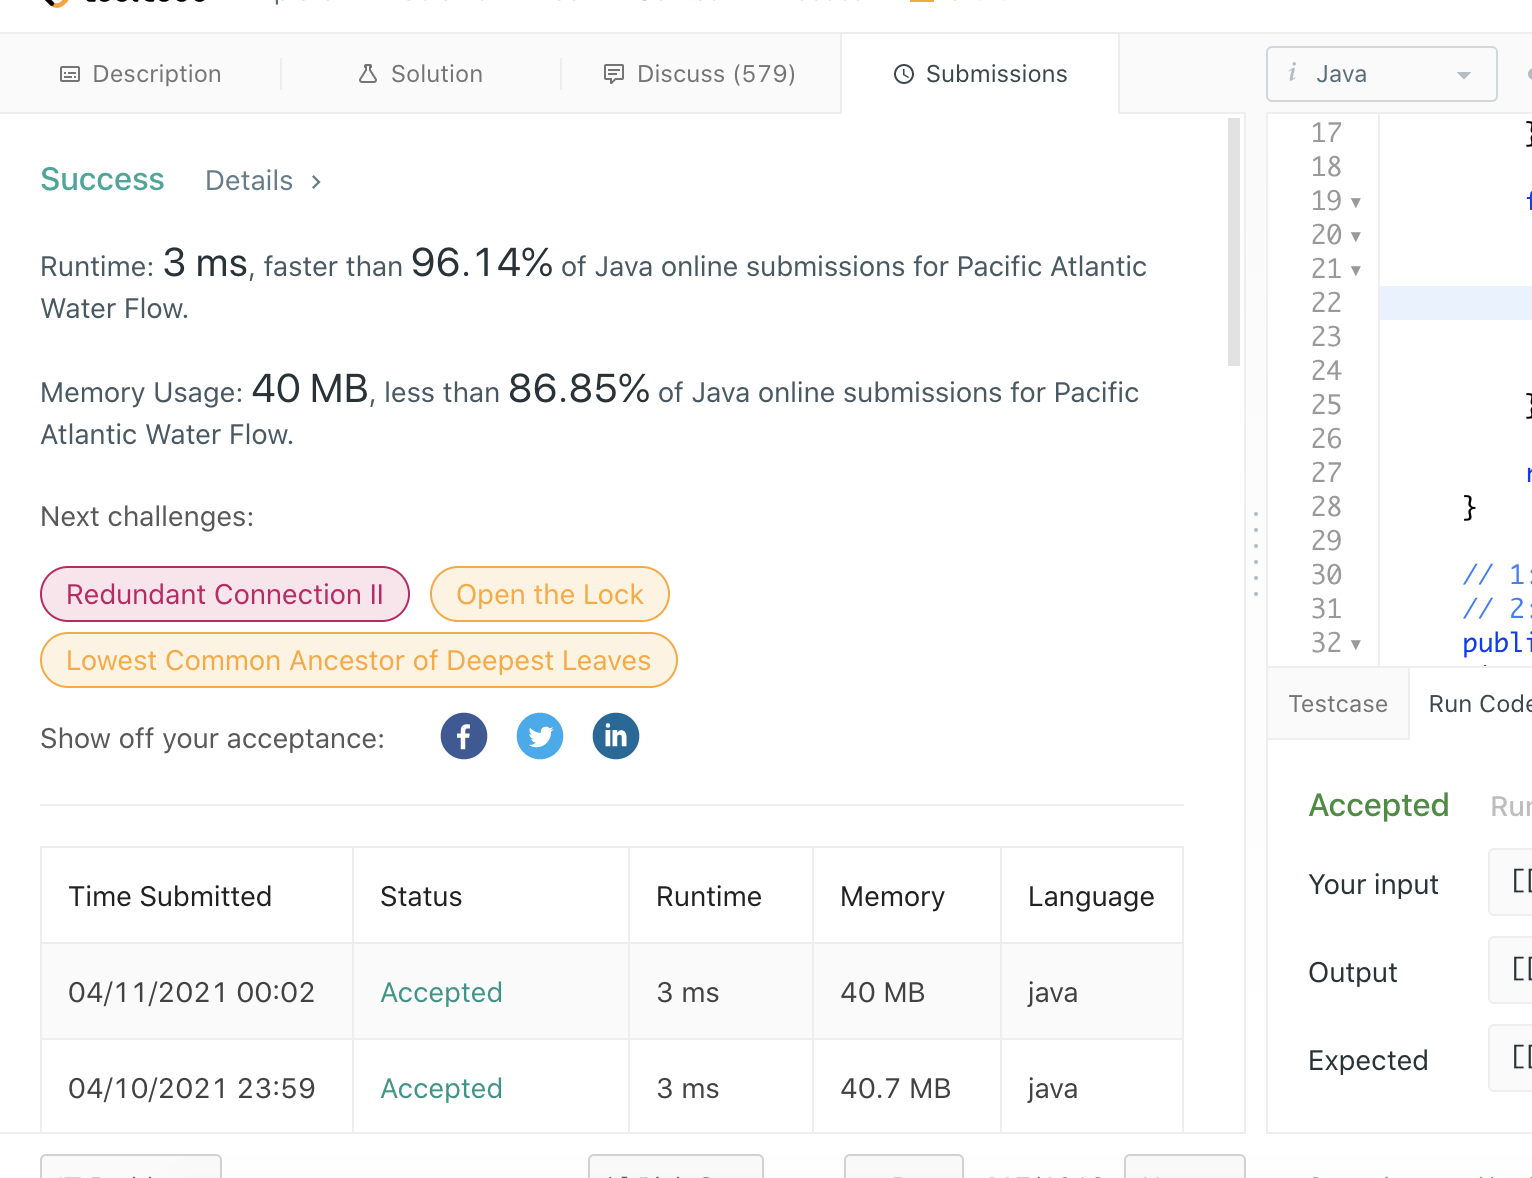 Description
Solution
Discuss (579)
Submissions
i Java
Success Details >
Runtime: 3 ms, faster than 96.14% of Java online submissions for Pacific Atlantic
Water Flow.
Memory Usage: 40 MB, less than 86.85% of Java online submissions for Pacific
Atlantic Water Flow.
Next challenges:
Redundant Connection II
Open the Lock
Lowest Common Ancestor of Deepest Leaves
Show off your acceptance:
Time Submitted Status Runtime Memory Language
04/11/2021 00:02 Accepted 3 ms 40 MB java
04/10/2021 23:59 Accepted 3 ms 40.7 MB java
17 }
18
19
20
21
22
23
24
25 }
26
27
28 }
29
30 // 1:
31 // 2:
32 publi
Testcase
Run Code
Accepted
Your input [[
Output [[
Expected [[